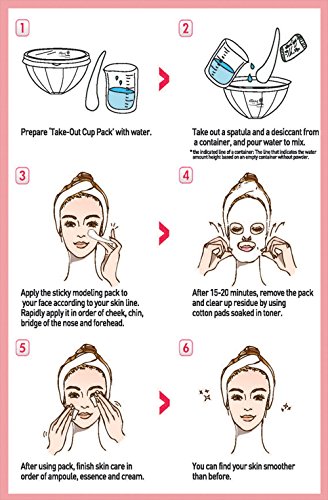 1
2
Prepare 'Take-Out Cup Pack' with water.
Take out a spatula and a desiccant from
a container, and pour water to mix.
* the indicated line of a container: The line that indicates the water
amount height based on an empty container without powder.
3
4
Apply the sticky modeling pack to
your face according to your skin line.
Rapidly apply it in order of cheek, chin,
bridge of the nose and forehead.
After 15-20 minutes, remove the pack
and clear up residue by using
cotton pads soaked in toner.
5
6
After using pack, finish skin care in
order of ampoule, essence and cream.
You can find your skin smoother
than before.